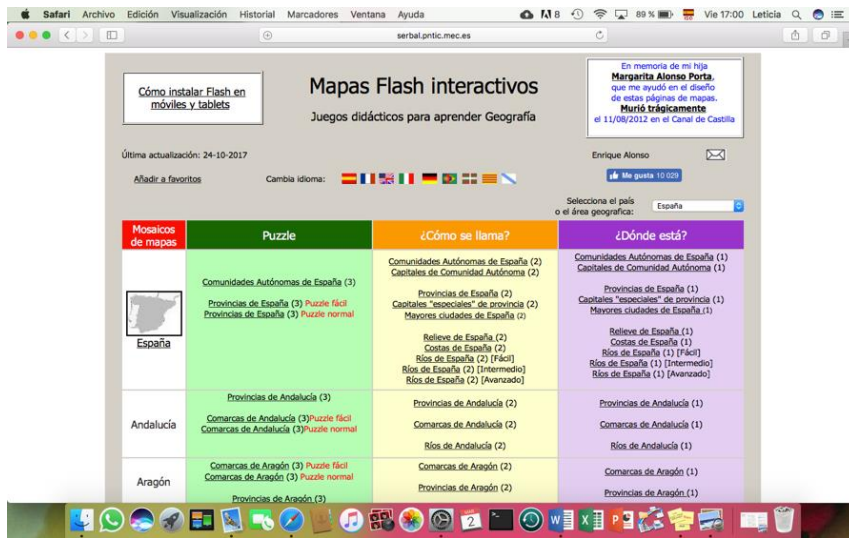 Safari Archivo Edición Visualización Historial Marcadores Ventana Ayuda
8 89 % Vie 17:00 Leticia
serbal.pntic.mec.es
Cómo instalar Flash en
móviles y tablets
Mapas Flash interactivos
Juegos didácticos para aprender Geografía
En memoria de mi hija
Margarita Alonso Porta,
que me ayudó en el diseño
de estas páginas de mapas.
Murió trágicamente
el 11/08/2012 en el Canal de Castilla
Última actualización: 24-10-2017
Enrique Alonso
Añadir a favoritos
Cambia idioma:
Me gusta 10 029
Selecciona el país
o el área geografica:
España
Mosaicos
de mapas
Puzzle
¿Cómo se llama?
¿Dónde está?
España
Comunidades Autónomas de España (3)
Provincias de España (3) Puzzle fácil
Provincias de España (3) Puzzle normal
Comunidades Autónomas de España (2)
Capitales de Comunidad Autónoma (2)
Provincias de España (2)
Capitales "especiales" de provincia (2)
Mayores ciudades de España (2)
Relieve de España (2)
Costas de España (2)
Ríos de España (2) [Fácil]
Ríos de España (2) [Intermedio]
Ríos de España (2) [Avanzado]
Comunidades Autónomas de España (1)
Capitales de Comunidad Autónoma (1)
Provincias de España (1)
Capitales "especiales" de provincia (1)
Mayores ciudades de España (1)
Relieve de España (1)
Costas de España (1)
Ríos de España (1) [Fácil]
Ríos de España (1) [Intermedio]
Ríos de España (1) [Avanzado]
Andalucía
Provincias de Andalucía (3)
Comarcas de Andalucía (3)Puzzle fácil
Comarcas de Andalucía (3)Puzzle normal
Provincias de Andalucía (2)
Comarcas de Andalucía (2)
Ríos de Andalucía (2)
Provincias de Andalucía (1)
Comarcas de Andalucía (1)
Ríos de Andalucía (1)
Aragón
Comarcas de Aragón (3) Puzzle fácil
Comarcas de Aragón (3) Puzzle normal
Provincias de Aragón (3)
Comarcas de Aragón (2)
Provincias de Aragón (2)
Comarcas de Aragón (1)
Provincias de Aragón (1)